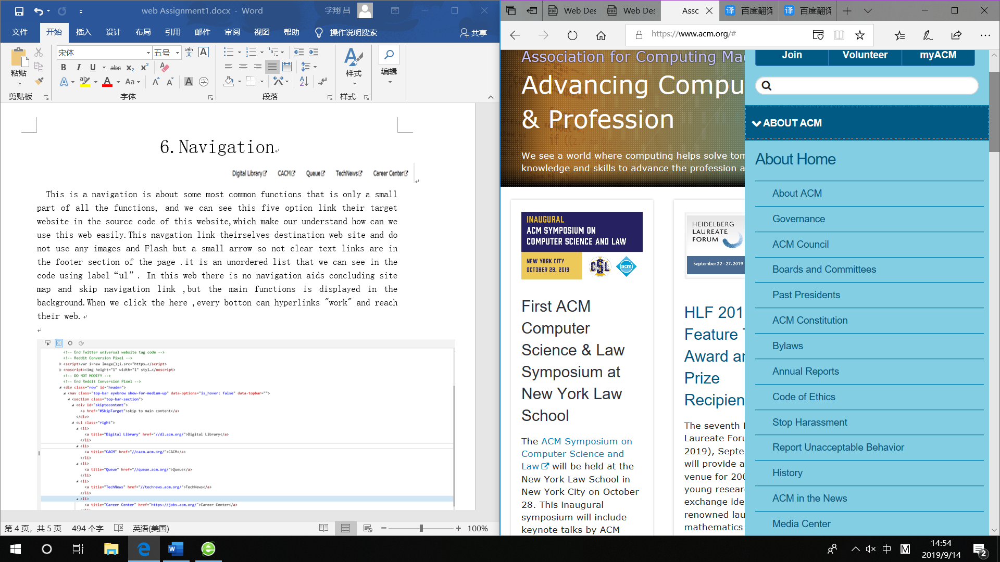 web Assignment1.docx - Word
学翔 吕
文件 开始 插入 设计 布局 引用 邮件 审阅 视图 帮助 操作说明搜索 共享
宋体 五号
粘贴
样式
编辑
剪贴板 字体 段落 样式
6.Navigation
Digital Library CACM Queue TechNews Career Center
This is a navigation is about some most common functions that is only a small
part of all the functions, and we can see this five option link their target
website in the source code of this website,which make our understand how can we
use this web easily.This navgation link theirselves destination web site and do
not use any images and Flash but a small arrow so not clear text links are in
the footer section of the page .it is an unordered list that we can see in the
code using label“ul”. In this web there is no navigation aids concluding site
map and skip navigation link ,but the main functions is displayed in the
background.When we click the here ,every botton can hyperlinks "work" and reach
their web.
<!-- End Twitter universal website tag code -->
<!-- Reddit Conversion Pixel -->
<script>var i=new Image();i.src="https…</script>
<noscript><img height="1" width="1" styl…</noscript>
<!-- DO NOT MODIFY -->
<!-- End Reddit Conversion Pixel -->
<div class="row" id="header">
<nav class="top-bar eyebrow show-for-medium-up" data-options="is_hover: false" data-topbar="">
<section class="top-bar-section">
<div id="skiptocontent">
<a href="#SkipTarget">skip to main content</a>
</div>
<ul class="right">
<li>
<a title="Digital Library" href="//dl.acm.org/">Digital Library</a>
</li>
<li>
<a title="CACM" href="//cacm.acm.org/">CACM</a>
</li>
<li>
<a title="Queue" href="//queue.acm.org/">Queue</a>
</li>
<li>
<a title="TechNews" href="//technews.acm.org/">TechNews</a>
</li>
<li>
<a title="Career Center" href="https://jobs.acm.org/">Career Center</a>
第 4 页，共 5 页 494 个字 英语(美国) 100%
Web Des Web Des Assc 百度翻译 百度翻译
https://www.acm.org/#
Association for Computing Mac
Advancing Compu
& Profession
We see a world where computing helps solve tom
knowledge and skills to advance the profession a
INAUGURAL
ACM SYMPOSIUM ON
COMPUTER SCIENCE AND LAW
NEW YORK CITY
OCTOBER 28, 2019
CSL
acm
First ACM
Computer
Science & Law
Symposium at
New York Law
School
The ACM Symposium on
Computer Science and
Law will be held at the
New York Law School in
New York City on October
28. This inaugural
symposium will include
keynote talks by ACM
HEIDELBERG
LAUREATE
FORUM
September 22 - 27, 2019
HLF 201
Feature
Award a
Prize
Recipien
The seventh
Laureate Foru
2019), Septe
will provide a
venue for 200
young resear
exchange ide
renowned lau
mathematics
Join Volunteer myACM
ABOUT ACM
About Home
About ACM
Governance
ACM Council
Boards and Committees
Past Presidents
ACM Constitution
Bylaws
Annual Reports
Code of Ethics
Stop Harassment
Report Unacceptable Behavior
History
ACM in the News
Media Center
中 M
14:54
2019/9/14
2